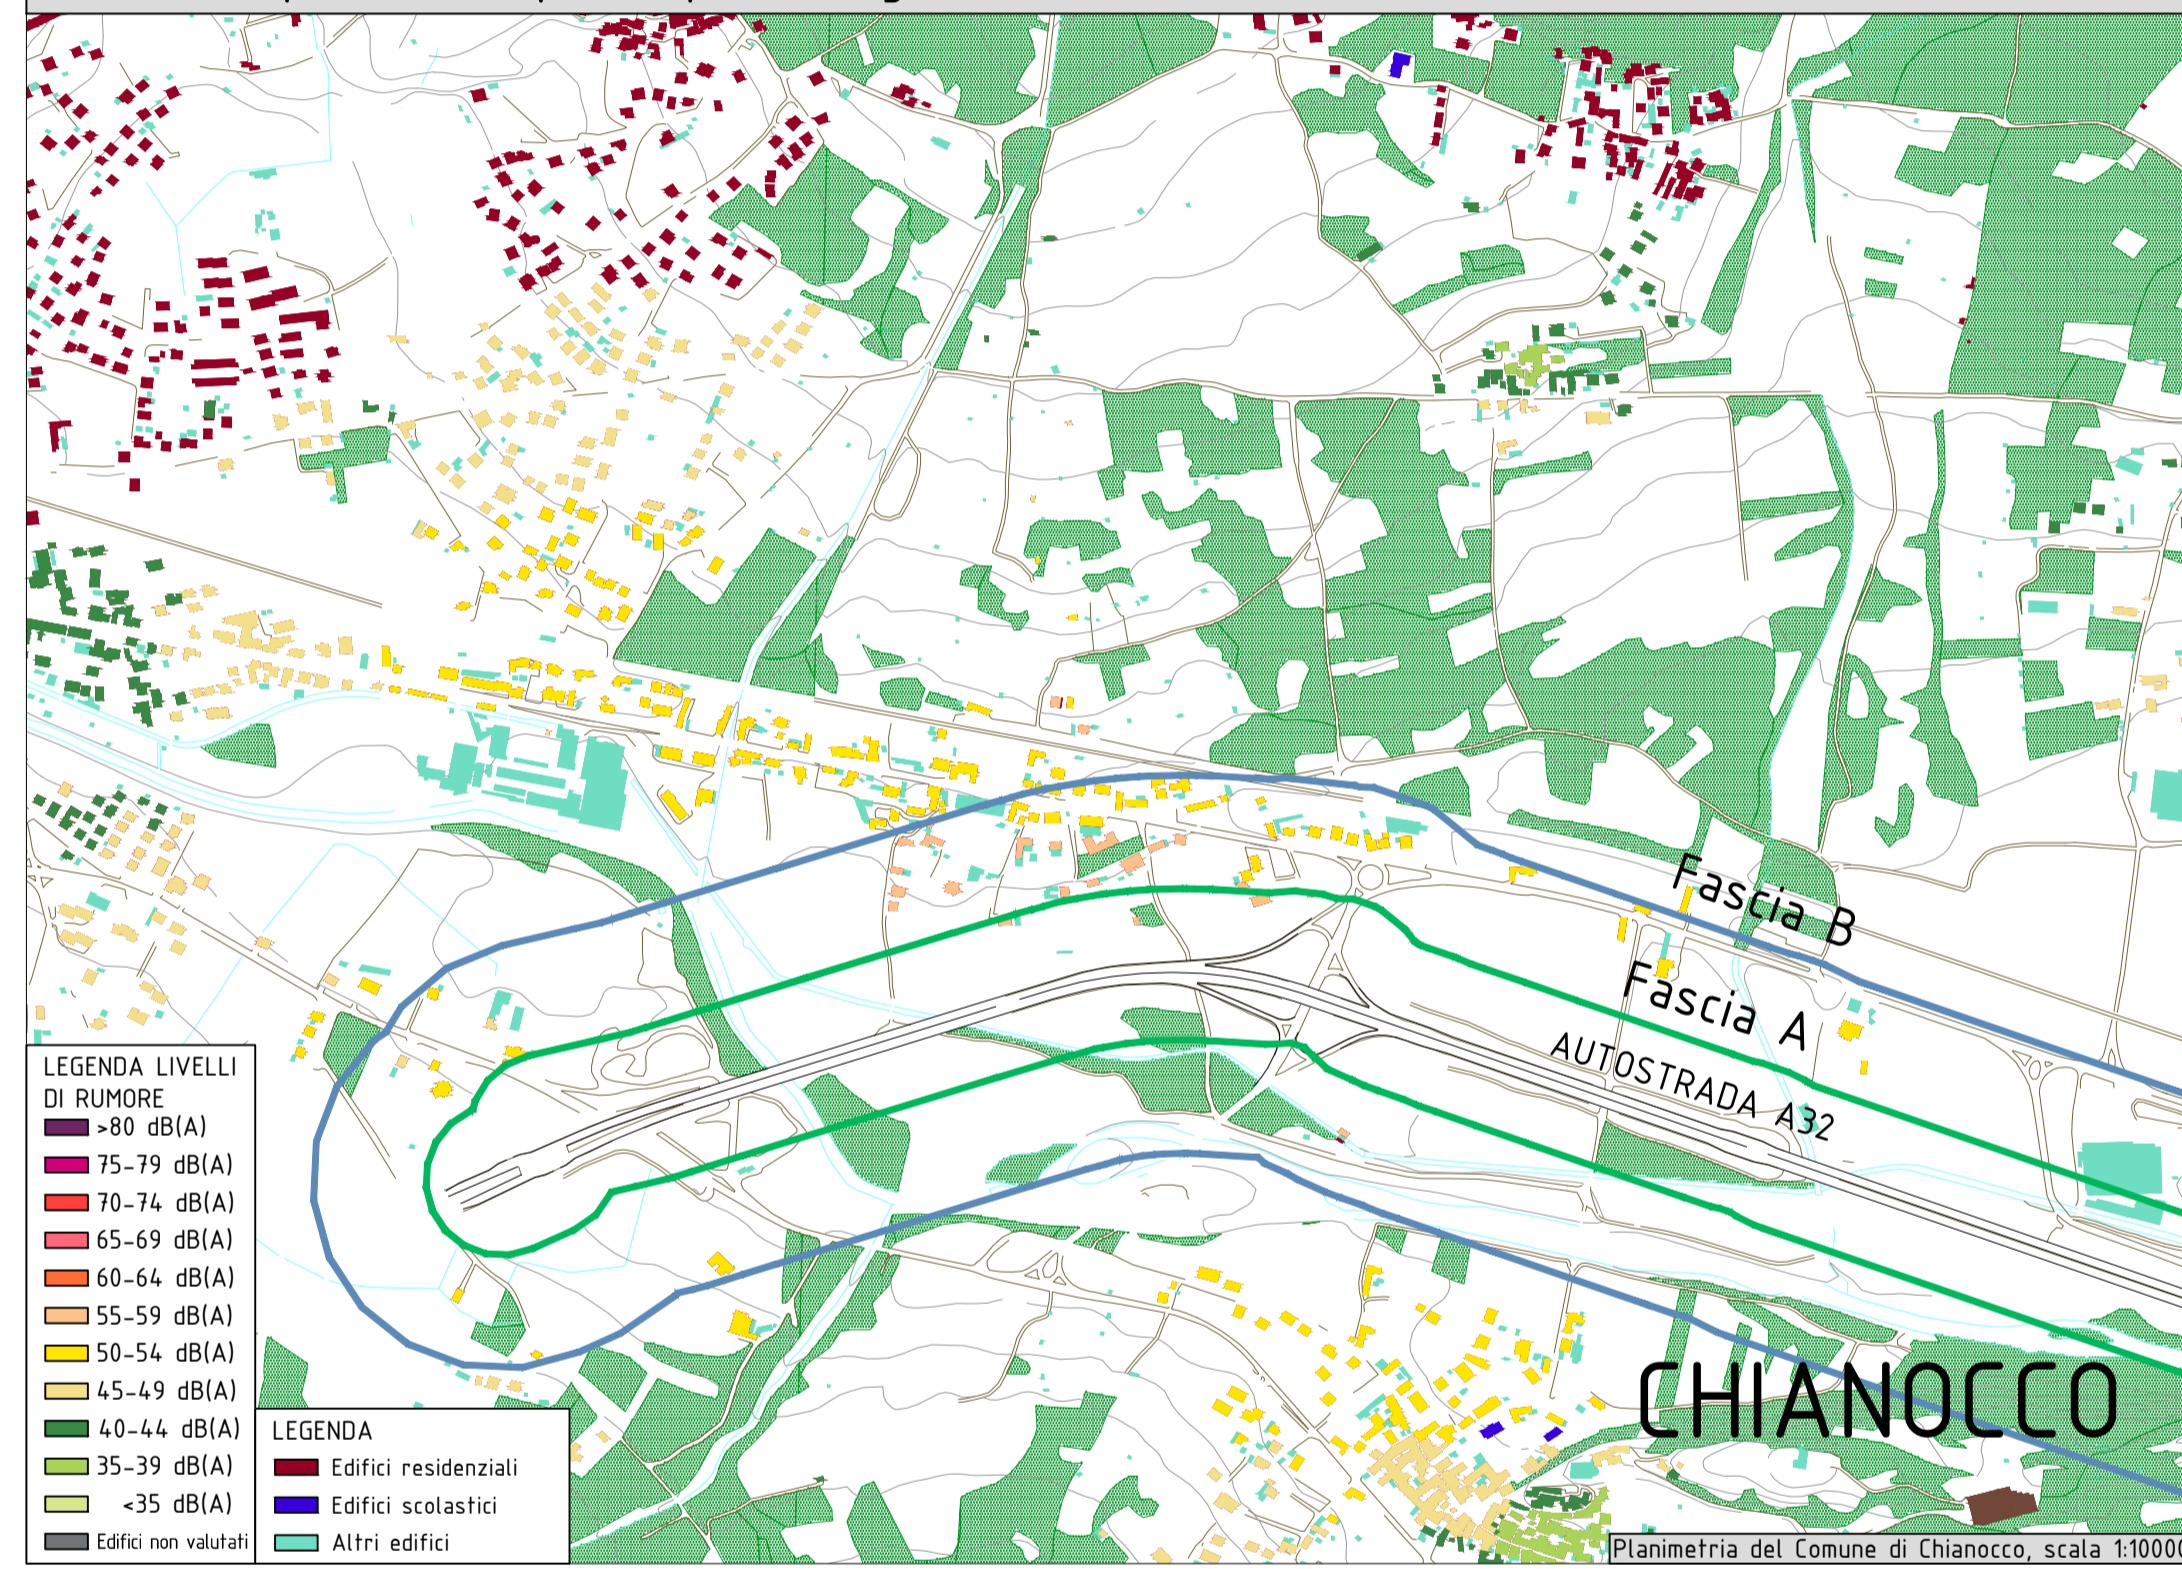 Fascia B
Fascia A
AUTOSTRADA A32
CHIANOCCO
LEGENDA LIVELLI
DI RUMORE
>80 dB(A)
75-79 dB(A)
70-74 dB(A)
65-69 dB(A)
60-64 dB(A)
55-59 dB(A)
50-54 dB(A)
45-49 dB(A)
40-44 dB(A)
35-39 dB(A)
<35 dB(A)
Edifici non valutati
LEGENDA
Edifici residenziali
Edifici scolastici
Altri edifici
Planimetria del Comune di Chianocco, scala 1:10000